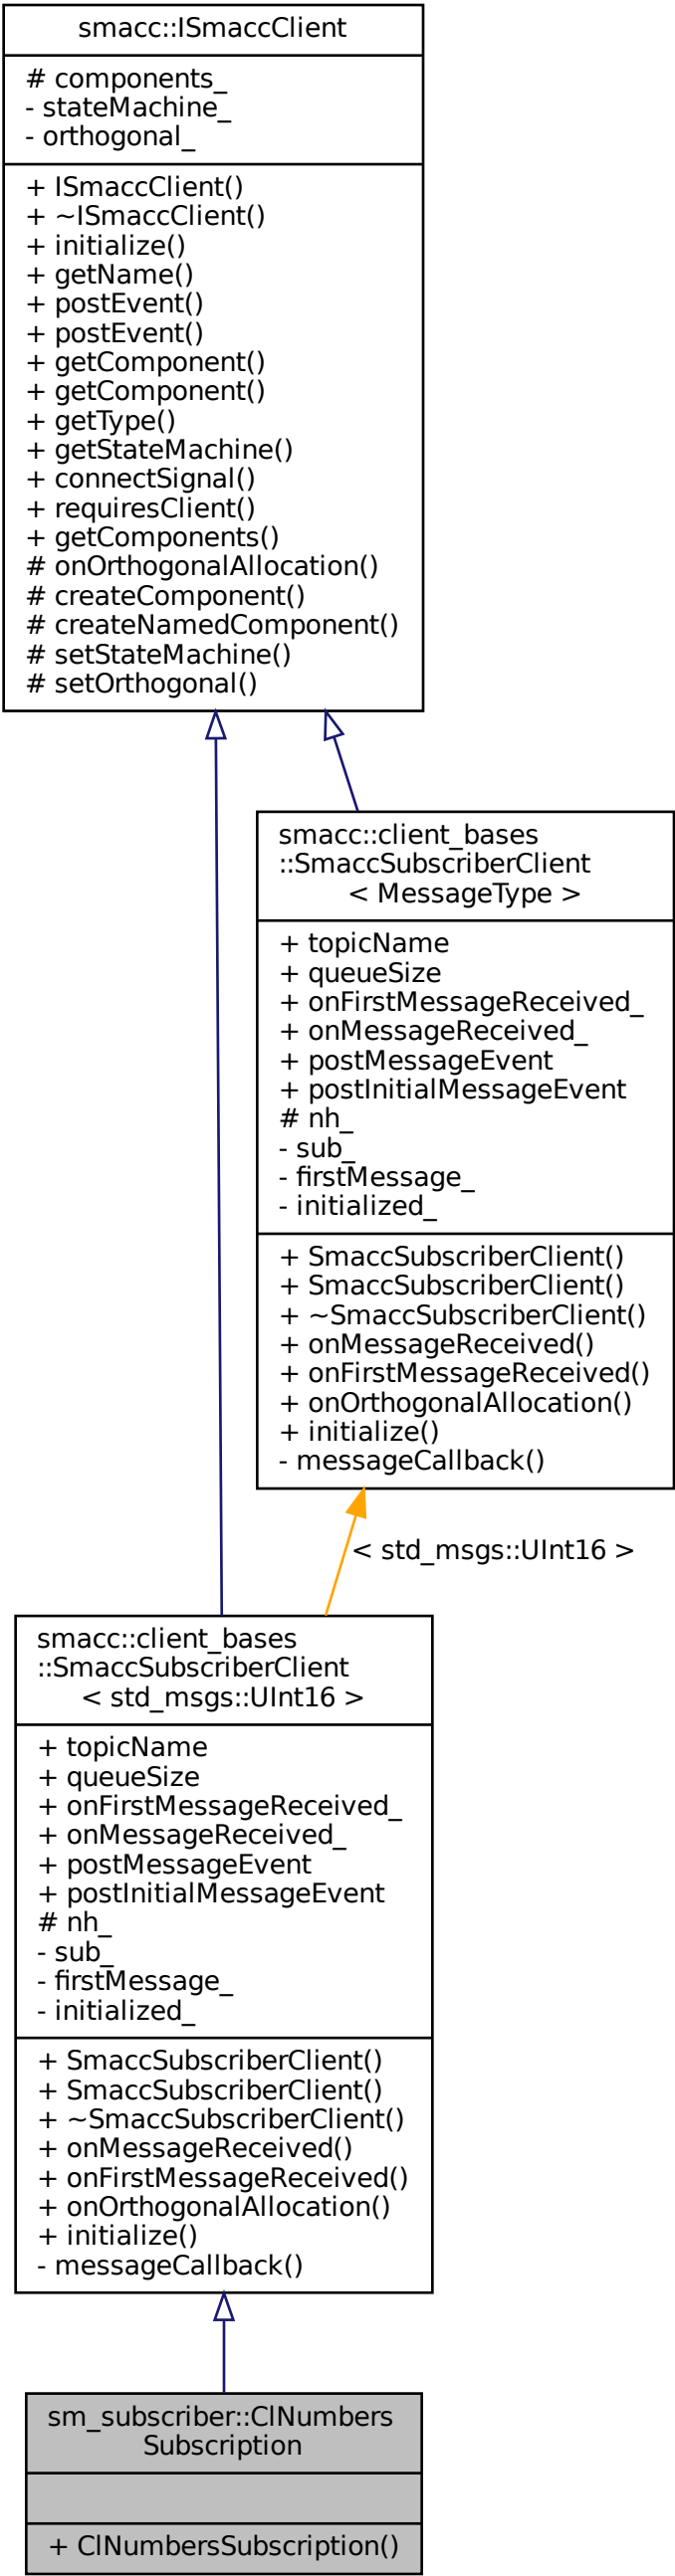 smacc::ISmaccClient
# components_
- stateMachine_
- orthogonal_
+ ISmaccClient()
+ ~ISmaccClient()
+ initialize()
+ getName()
+ postEvent()
+ postEvent()
+ getComponent()
+ getComponent()
+ getType()
+ getStateMachine()
+ connectSignal()
+ requiresClient()
+ getComponents()
# onOrthogonalAllocation()
# createComponent()
# createNamedComponent()
# setStateMachine()
# setOrthogonal()
smacc::client_bases
::SmaccSubscriberClient
< MessageType >
+ topicName
+ queueSize
+ onFirstMessageReceived_
+ onMessageReceived_
+ postMessageEvent
+ postInitialMessageEvent
# nh_
- sub_
- firstMessage_
- initialized_
+ SmaccSubscriberClient()
+ SmaccSubscriberClient()
+ ~SmaccSubscriberClient()
+ onMessageReceived()
+ onFirstMessageReceived()
+ onOrthogonalAllocation()
+ initialize()
- messageCallback()
< std_msgs::UInt16 >
smacc::client_bases
::SmaccSubscriberClient
< std_msgs::UInt16 >
+ topicName
+ queueSize
+ onFirstMessageReceived_
+ onMessageReceived_
+ postMessageEvent
+ postInitialMessageEvent
# nh_
- sub_
- firstMessage_
- initialized_
+ SmaccSubscriberClient()
+ SmaccSubscriberClient()
+ ~SmaccSubscriberClient()
+ onMessageReceived()
+ onFirstMessageReceived()
+ onOrthogonalAllocation()
+ initialize()
- messageCallback()
sm_subscriber::ClNumbers
Subscription
+ ClNumbersSubscription()